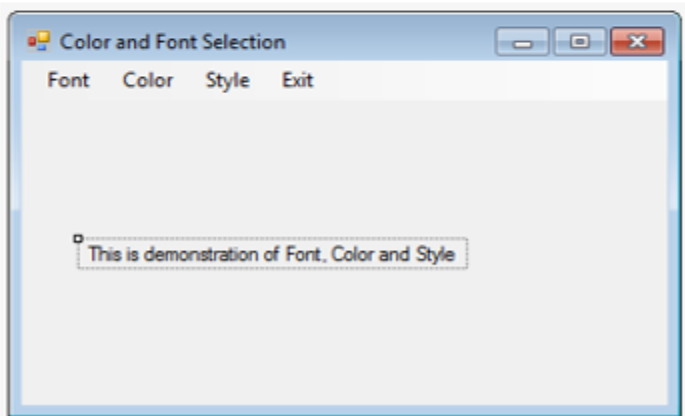 Color and Font Selection
Font Color Style Exit
This is demonstration of Font, Color and Style